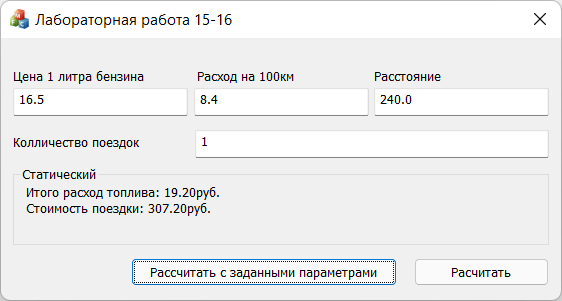 Лабораторная работа 15-16
Цена 1 литра бензина
Расход на 100км
Расстояние
16.5
8.4
240.0
Колличество поездок
1
Статический
Итого расход топлива: 19.20руб.
Стоимость поездки: 307.20руб.
Рассчитать с заданными параметрами
Расчитать